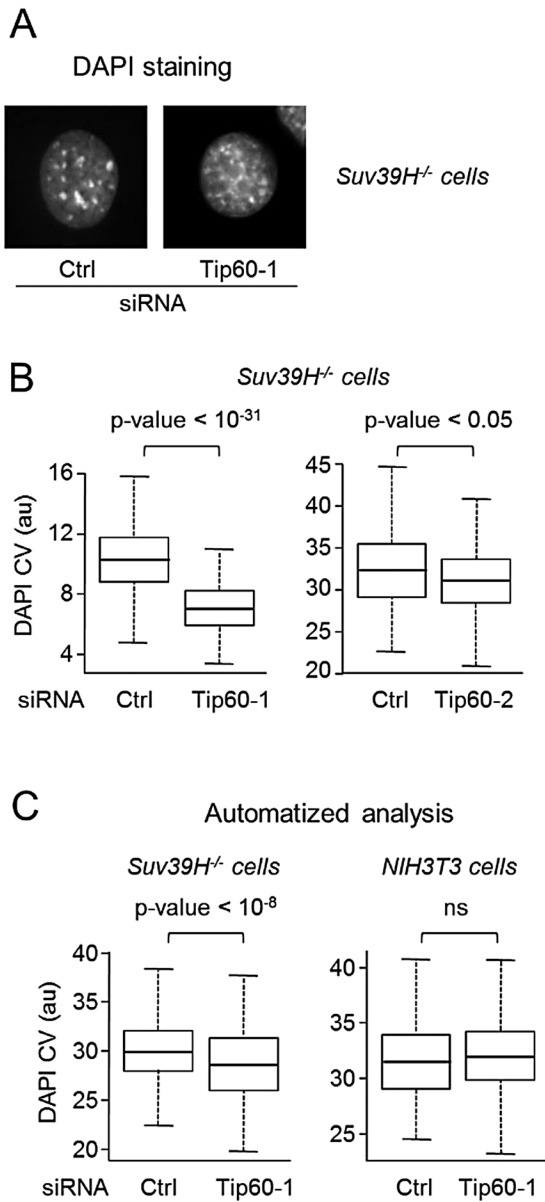 A
DAPI staining
Suv39H-/- cells
Ctrl Tip60-1
siRNA
B
Suv39H-/- cells
p-value < 10-31 p-value < 0.05
DAPI CV (au)
16
12
8
4
45
40
35
30
25
20
siRNA Ctrl Tip60-1 Ctrl Tip60-2
C
Automatized analysis
Suv39H-/- cells NIH3T3 cells
p-value < 10-8 ns
DAPI CV (au)
40
35
30
25
20
40
35
30
25
siRNA Ctrl Tip60-1 Ctrl Tip60-1